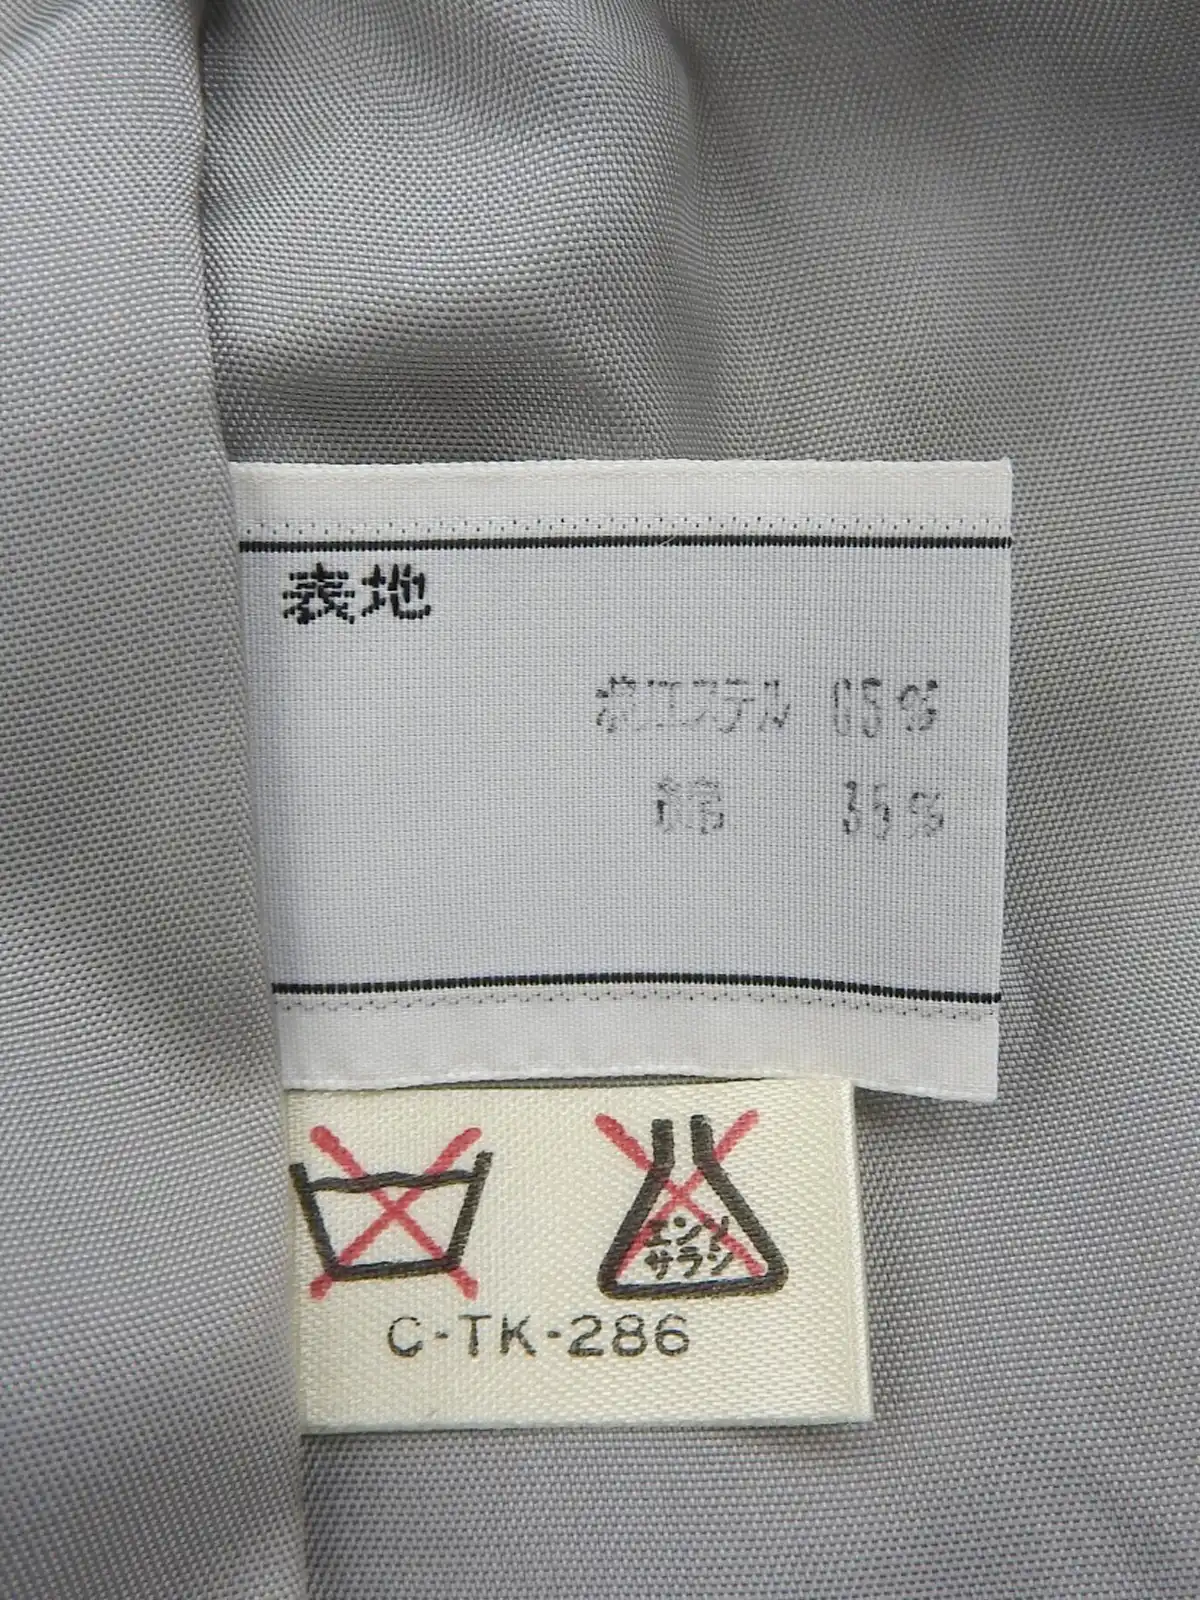 表地
ポリエステル 65%
綿 35%
エンソ
サラシ
C-TK-286